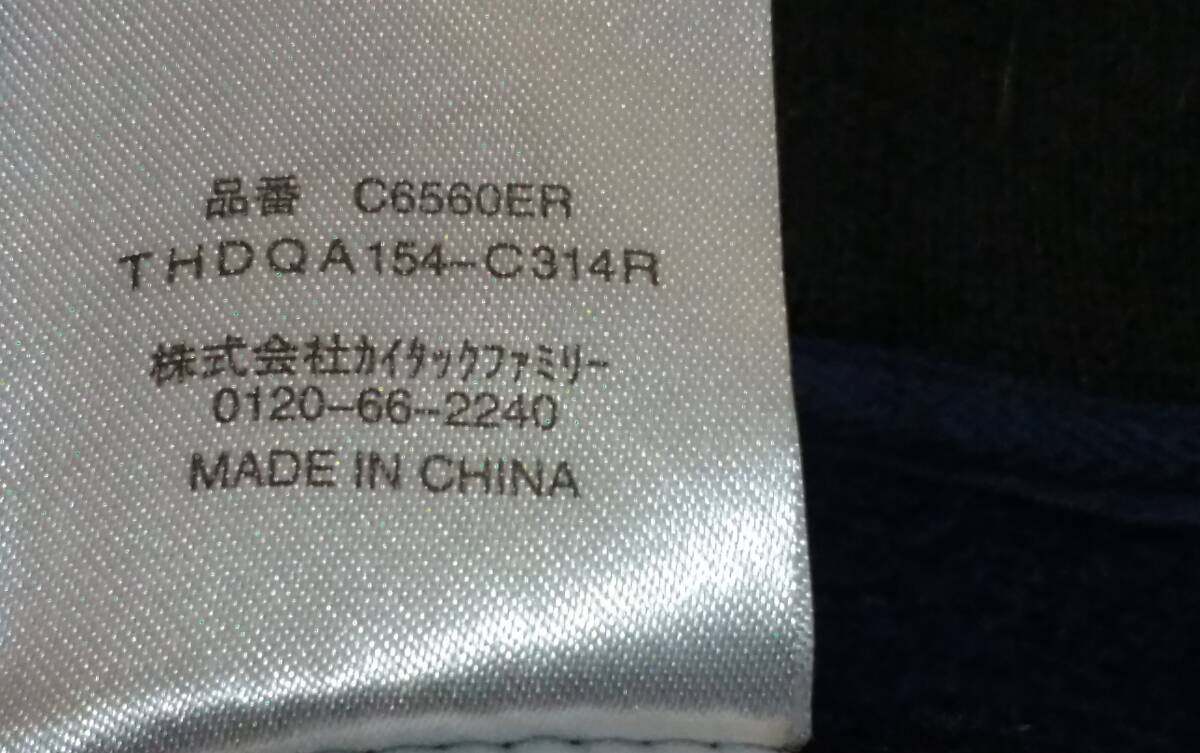 品番 C6560ER
THDQA154-C314R
株式会社ｶｲﾀｯｸﾌｧﾐﾘｰ
0120-66-2240
MADE IN CHINA